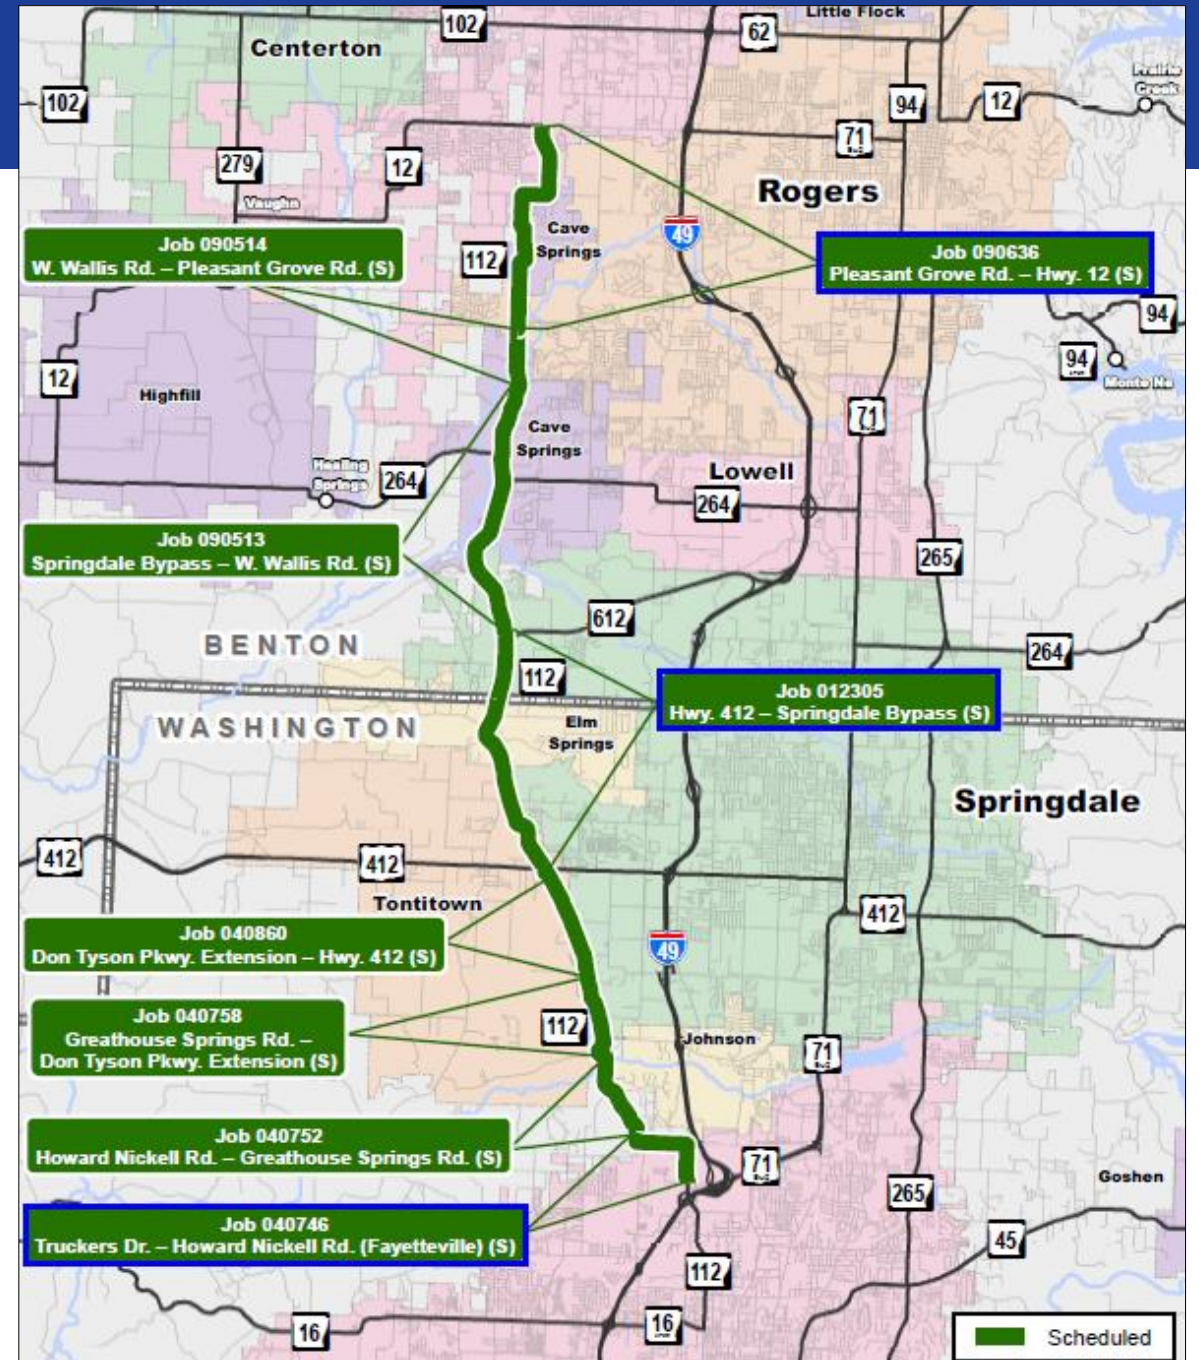 Little Flock
102
62
Centerton
Prairie
Creek
102
94
12
71
279
12
Rogers
Vaughn
Cave
Springs
49
Job 090514
W. Wallis Rd. – Pleasant Grove Rd. (S)
112
Job 090636
Pleasant Grove Rd. – Hwy. 12 (S)
94
94
12
Monte Ne
Highfill
71
Cave
Springs
Healing
Springs
264
Lowell
264
Job 090513
Springdale Bypass – W. Wallis Rd. (S)
265
612
BENTON
264
112
Job 012305
Hwy. 412 – Springdale Bypass (S)
WASHINGTON
Elm
Springs
Springdale
412
412
Tontitown
412
Job 040860
Don Tyson Pkwy. Extension – Hwy. 412 (S)
49
Job 040758
Greathouse Springs Rd. –
Don Tyson Pkwy. Extension (S)
112
Johnson
71
Job 040752
Howard Nickell Rd. – Greathouse Springs Rd. (S)
71
Goshen
265
Job 040746
Truckers Dr. – Howard Nickell Rd. (Fayetteville) (S)
45
112
16
16
Scheduled